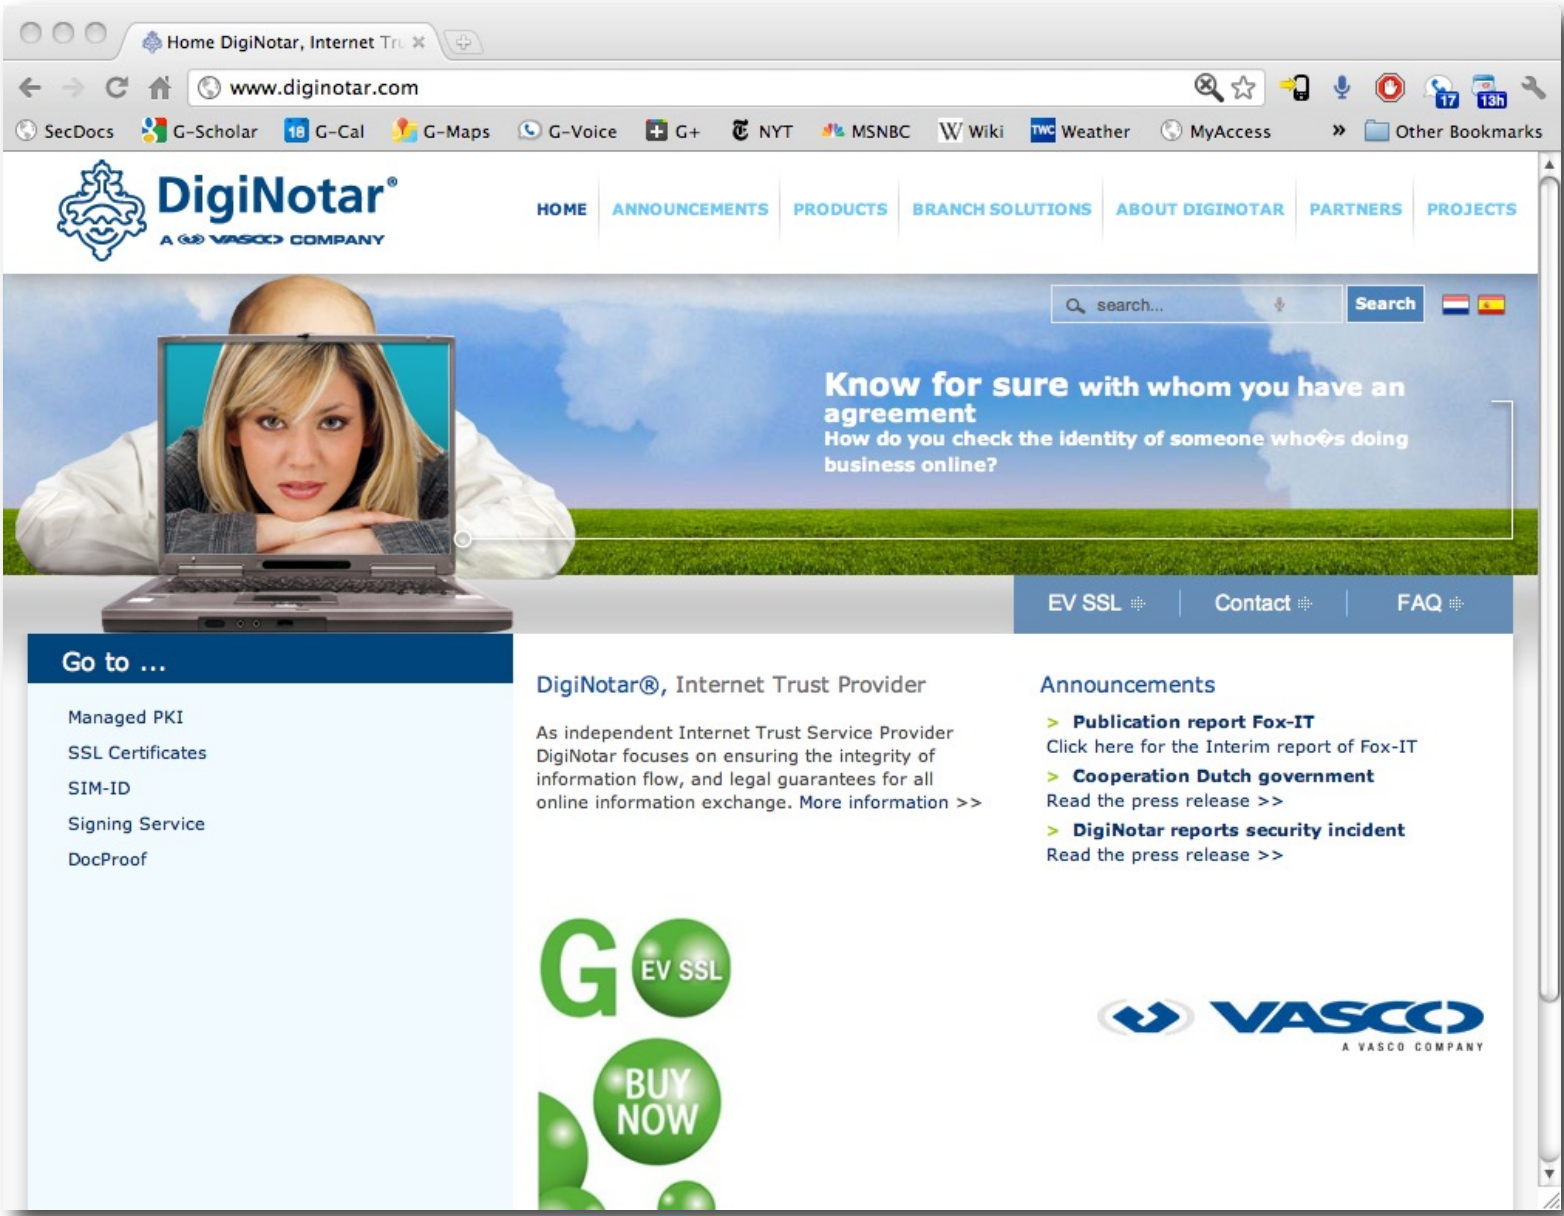 Home DigiNotar, Internet Tru
www.diginotar.com
17
13h
SecDocs
G-Scholar
18 G-Cal
G-Maps
G-Voice
G+
NYT
MSNBC
W Wiki
TWC Weather
MyAccess
»
Other Bookmarks
DigiNotar®
A VASCO COMPANY
HOME
ANNOUNCEMENTS
PRODUCTS
BRANCH SOLUTIONS
ABOUT DIGINOTAR
PARTNERS
PROJECTS
search...
Search
Know for sure with whom you have an
agreement
How do you check the identity of someone who�s doing
business online?
EV SSL
Contact
FAQ
Go to ...
Managed PKI
SSL Certificates
SIM-ID
Signing Service
DocProof
DigiNotar®, Internet Trust Provider
As independent Internet Trust Service Provider
DigiNotar focuses on ensuring the integrity of
information flow, and legal guarantees for all
online information exchange. More information >>
Announcements
> Publication report Fox-IT
Click here for the Interim report of Fox-IT
> Cooperation Dutch government
Read the press release >>
> DigiNotar reports security incident
Read the press release >>
GO
EV SSL
BUY
NOW
VASCO
A VASCO COMPANY